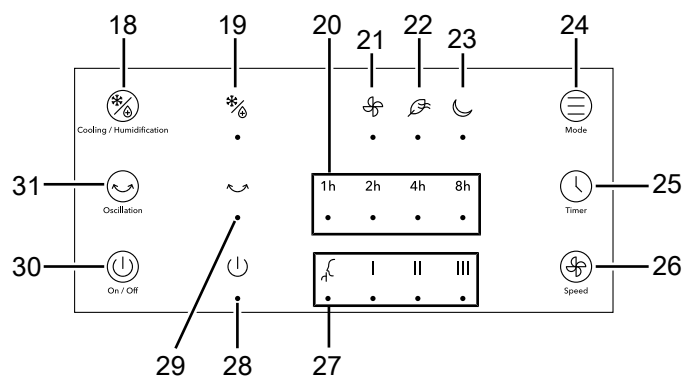 18 19 20 21 22 23 24
Cooling / Humidification
Mode
31 1h 2h 4h 8h 25
Oscillation
Timer
30 I II III 26
On / Off
Speed
29 28 27